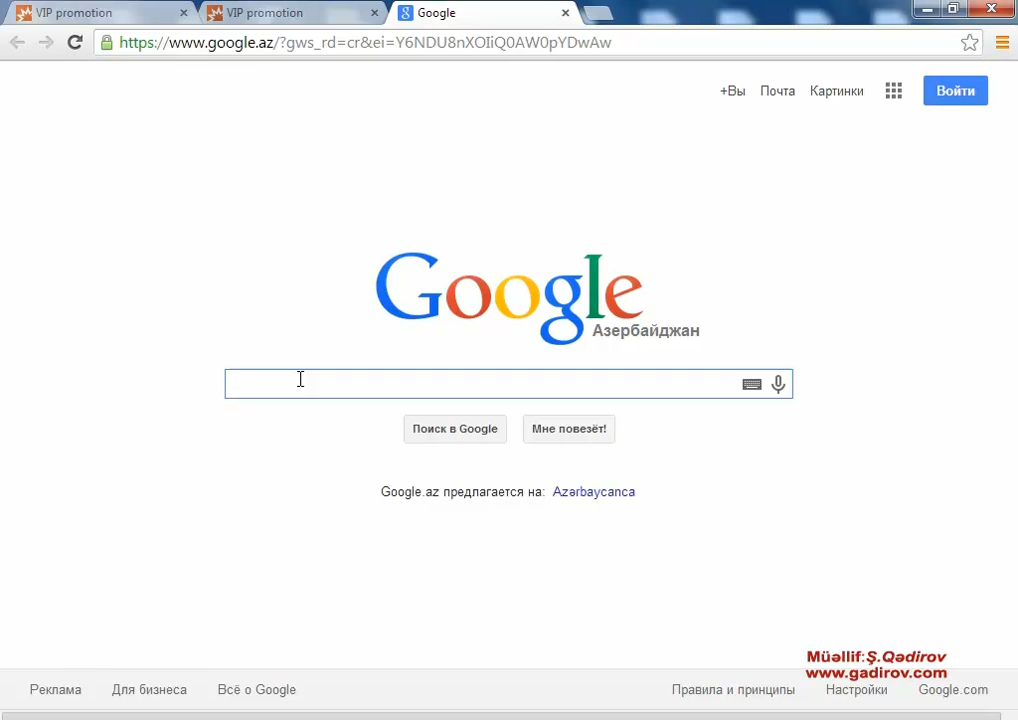 VIP promotion
VIP promotion
Google
https://www.google.az/?gws_rd=cr&ei=Y6NDU8nXOIiQ0AW0pYDwAw
+Вы Почта Картинки Войти
Google
Азербайджан
Поиск в Google Мне повезёт!
Google.az предлагается на: Azərbaycanca
Müəllif:Ş.Qədirov
www.gadirov.com
Реклама Для бизнеса Всё о Google Правила и принципы Настройки Google.com